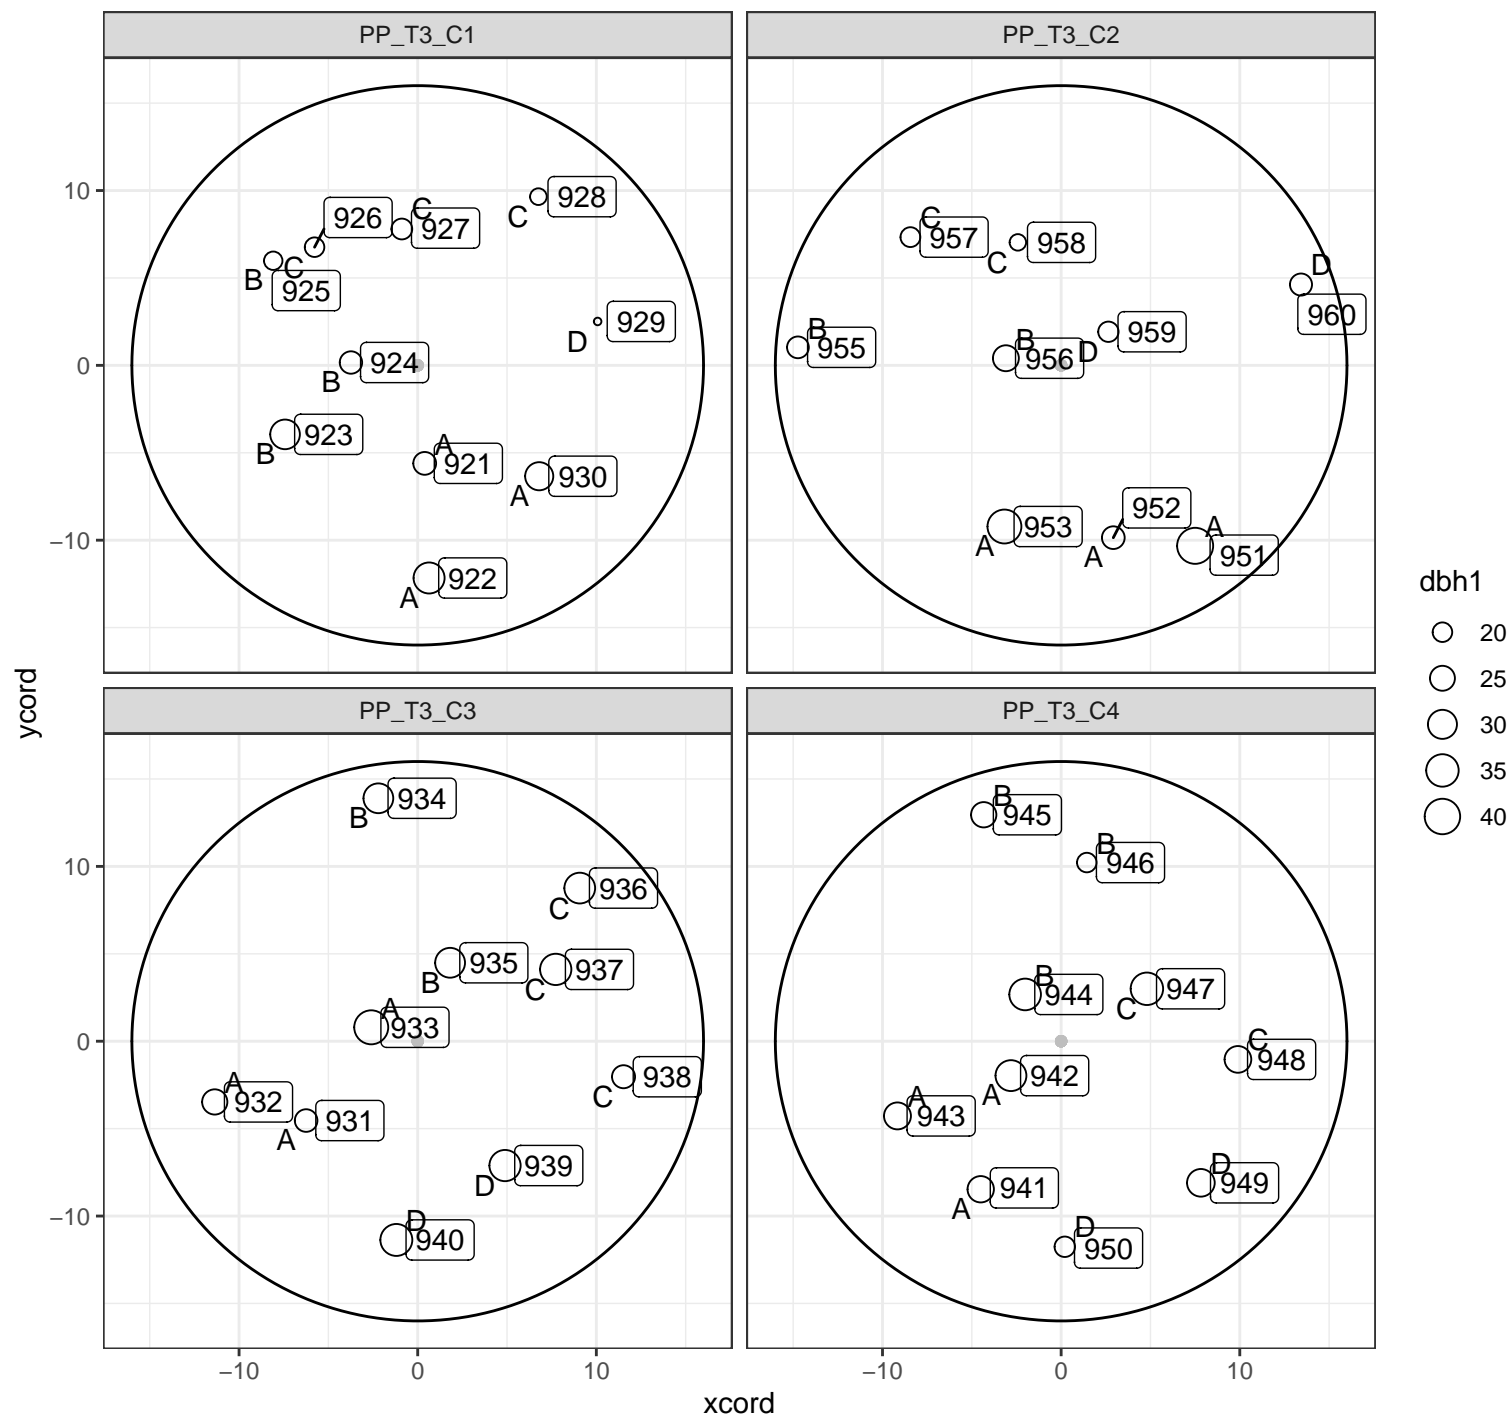 PP_T3_C1
PP_T3_C2
10
0
−10
928
C
926
C
927
B
C
925
929
D
924
B
923
B
A
921
930
A
922
A
C
957
958
C
D
960
B
955
B
956
D
959
952
953
A
A
A
951
ycord
PP_T3_C3
PP_T3_C4
10
0
−10
934
B
936
C
935
B
937
C
A
933
938
C
A
932
931
A
939
D
D
940
B
945
B
946
B
944
947
C
C
948
942
A
A
943
941
A
D
949
D
950
−10
0
10
−10
0
10
xcord
dbh1
20
25
30
35
40